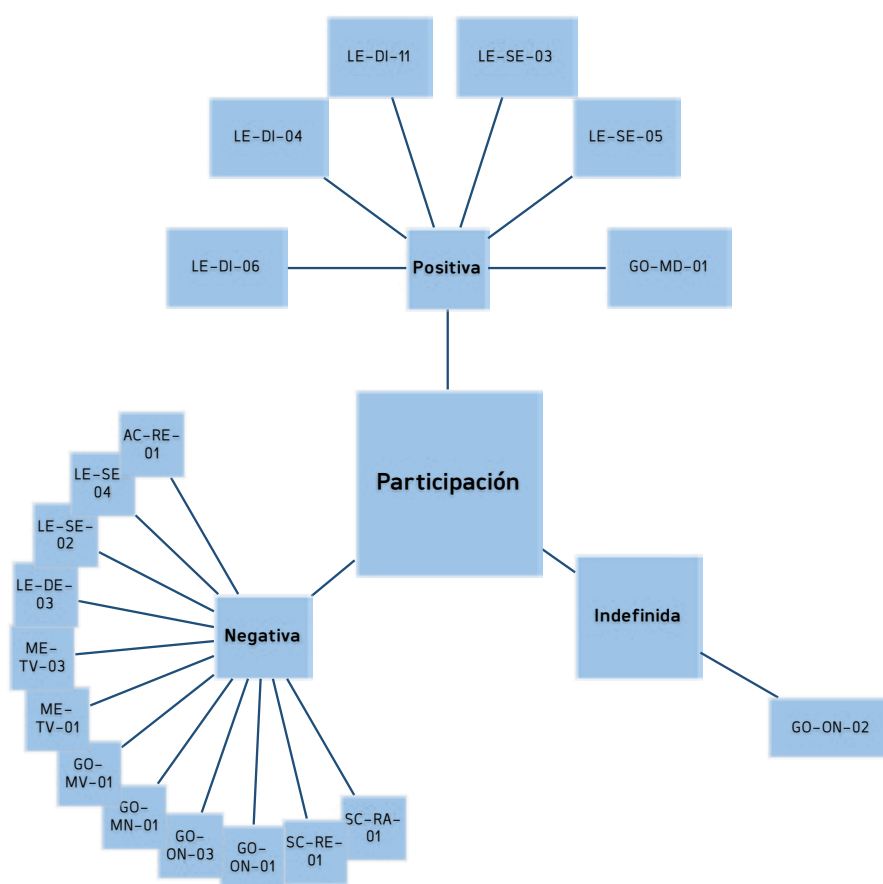 LE-DI-11
LE-SE-03
LE-DI-04
LE-SE-05
LE-DI-06
Positiva
GO-MD-01
Participación
AC-RE-
01
LE-SE
04
LE-SE-
02
LE-DE-
03
ME-
TV-03
ME-
TV-01
GO-
MV-01
GO-
MN-01
GO-
ON-03
GO-
ON-01
SC-RE-
01
SC-RA-
01
Negativa
Indefinida
GO-ON-02